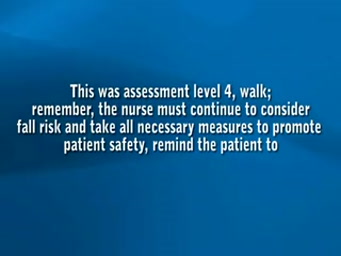 This was assessment level 4, walk;
remember, the nurse must continue to consider
fall risk and take all necessary measures to promote
patient safety, remind the patient to